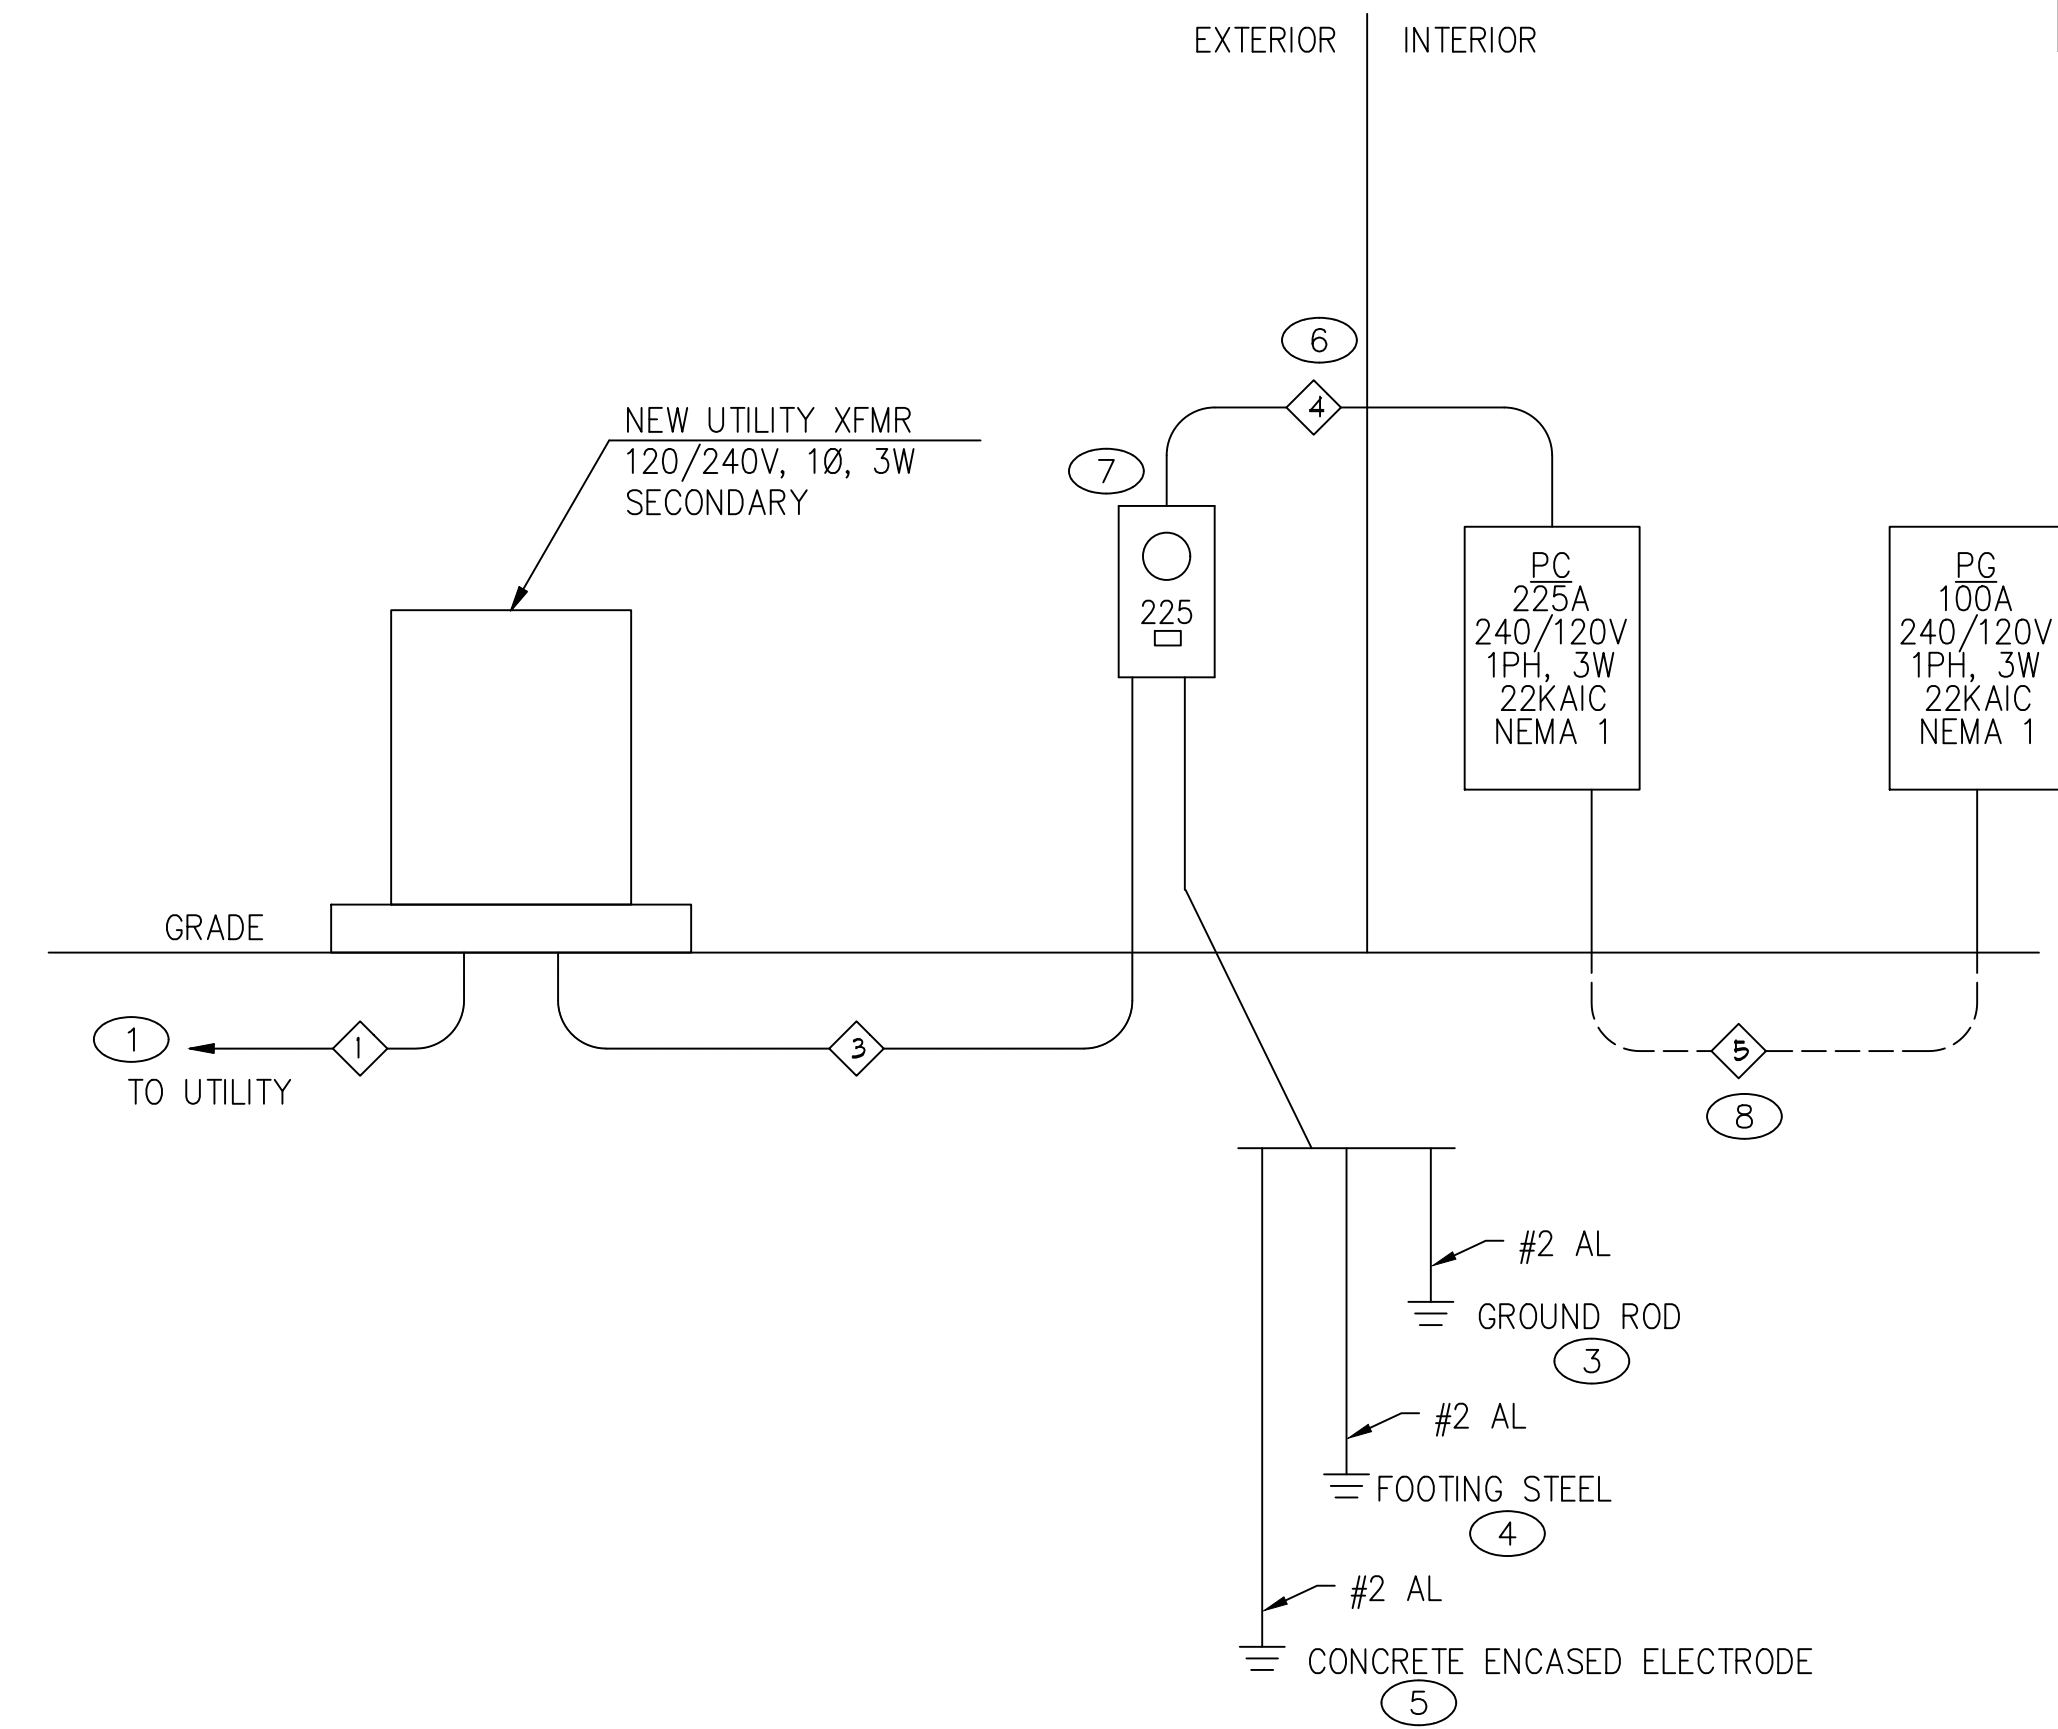 EXTERIOR
INTERIOR
6
4
NEW UTILITY XFMR
120/240V, 1Ø, 3W
SECONDARY
7
225
PC
225A
240/120V
1PH, 3W
22KAIC
NEMA 1
PG
100A
240/120V
1PH, 3W
22KAIC
NEMA 1
GRADE
1
1
3
5
TO UTILITY
8
#2 AL
GROUND ROD
3
#2 AL
FOOTING STEEL
4
#2 AL
CONCRETE ENCASED ELECTRODE
5